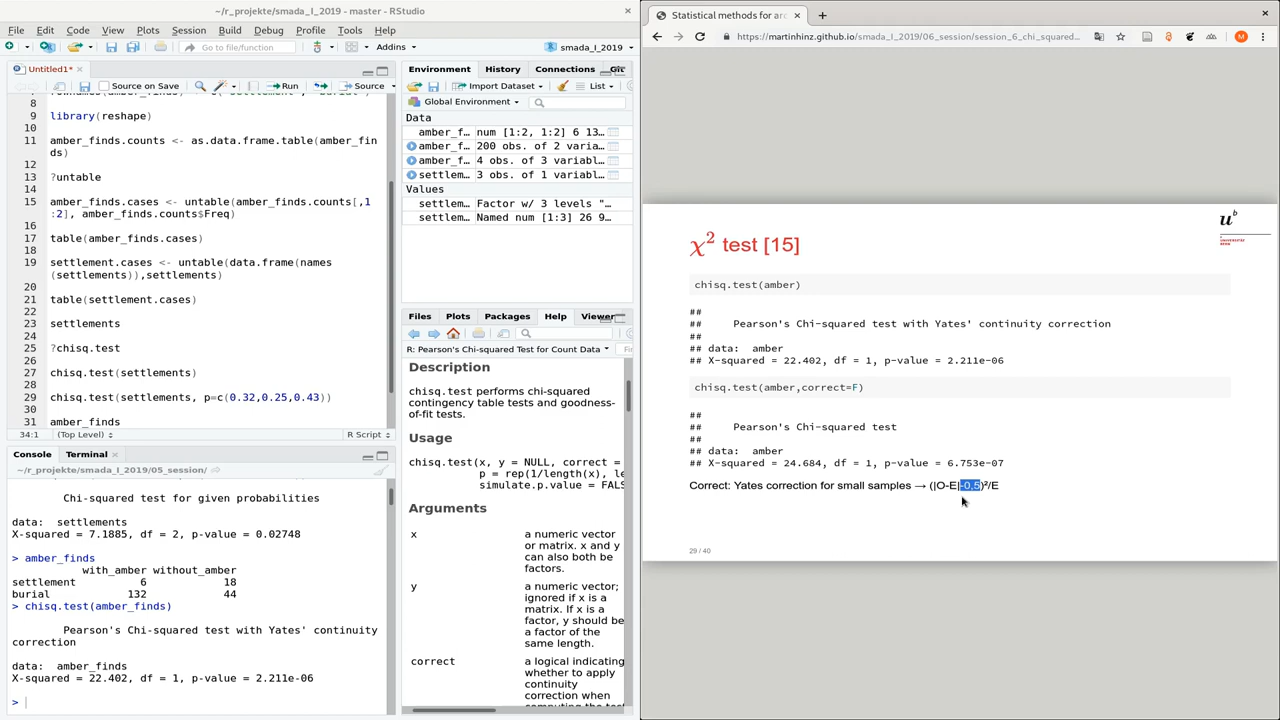 ~/r_projekte/smada_I_2019 - master - RStudio
File Edit Code View Plots Session Build Debug Profile Tools Help
Go to file/function Addins smada_I_2019
Untitled1*
Source on Save Run Source
8
9 library(reshape)
10
11 amber_finds.counts <- as.data.frame.table(amber_fin
ds)
12
13 ?untable
14
15 amber_finds.cases <- untable(amber_finds.counts[,1
:2], amber_finds.counts$Freq)
16
17 table(amber_finds.cases)
18
19 settlement.cases <- untable(data.frame(names
(settlements)),settlements)
20
21 table(settlement.cases)
22
23 settlements
24
25 ?chisq.test
26
27 chisq.test(settlements)
28
29 chisq.test(settlements, p=c(0.32,0.25,0.43))
30
31 amber_finds
34:1 (Top Level) R Script
Console Terminal
~/r_projekte/smada_I_2019/05_session/
Chi-squared test for given probabilities
data: settlements
X-squared = 7.1885, df = 2, p-value = 0.02748
> amber_finds
with_amber without_amber
settlement 6 18
burial 132 44
> chisq.test(amber_finds)
Pearson's Chi-squared test with Yates' continuity
correction
data: amber_finds
X-squared = 22.402, df = 1, p-value = 2.211e-06
>
Environment History Connections
Import Dataset List
Global Environment
Data
amber_f… num [1:2, 1:2] 6 13…
amber_f… 200 obs. of 2 varia…
amber_f… 4 obs. of 3 variabl…
settlem… 3 obs. of 1 variabl…
Values
settlem… Factor w/ 3 levels "…
settlem… Named num [1:3] 26 9…
Files Plots Packages Help Viewer
R: Pearson's Chi-squared Test for Count Data
Description
chisq.test performs chi-squared
contingency table tests and goodness-
of-fit tests.
Usage
chisq.test(x, y = NULL, correct =
p = rep(1/length(x), le
simulate.p.value = FALS
Arguments
x a numeric vector
or matrix. x and y
can also both be
factors.
y a numeric vector;
ignored if x is a
matrix. If x is a
factor, y should be
a factor of the
same length.
correct a logical indicating
whether to apply
continuity
correction when
Statistical methods for ar
https://martinhinz.github.io/smada_I_2019/06_session/session_6_chi_squared…
M
u^b
χ² test [15]
chisq.test(amber)
##
## Pearson's Chi-squared test with Yates' continuity correction
##
## data: amber
## X-squared = 22.402, df = 1, p-value = 2.211e-06
chisq.test(amber,correct=F)
##
## Pearson's Chi-squared test
##
## data: amber
## X-squared = 24.684, df = 1, p-value = 6.753e-07
Correct: Yates correction for small samples → (|O-E|-0,5)²/E
29 / 40